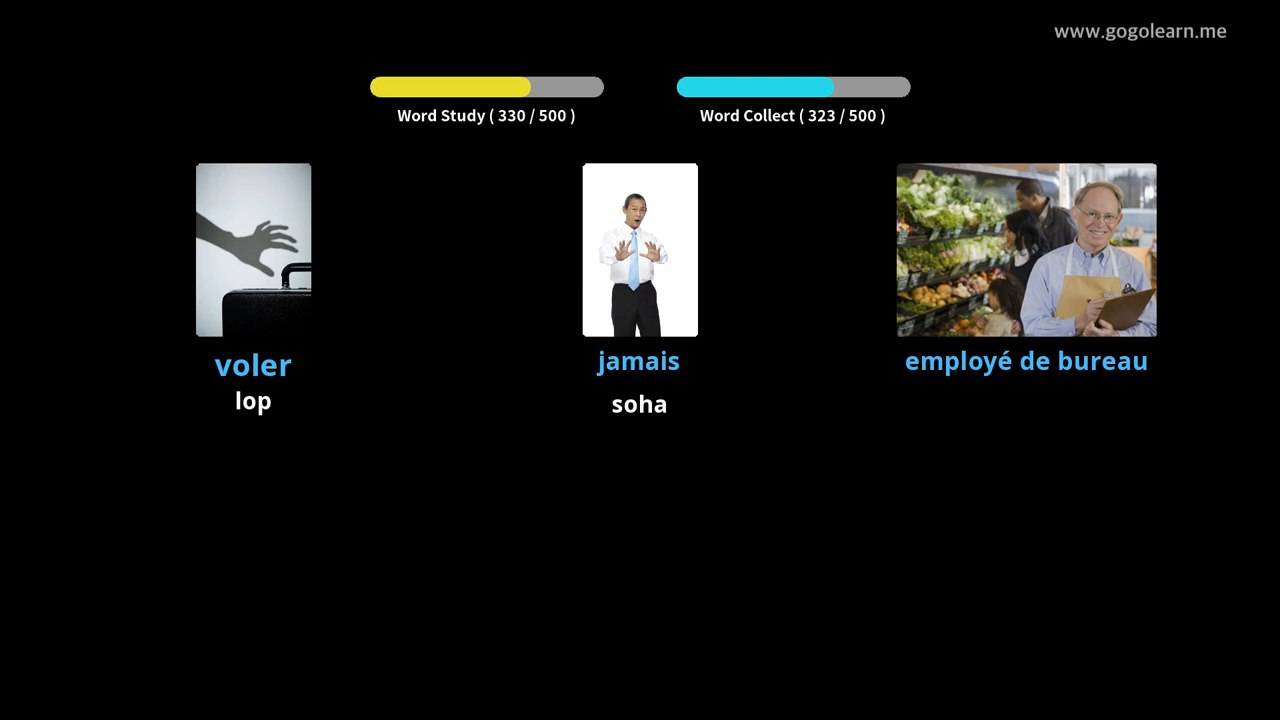 www.gogolearn.me
Word Study ( 330 / 500 )
Word Collect ( 323 / 500 )
voler
lop
jamais
soha
employé de bureau